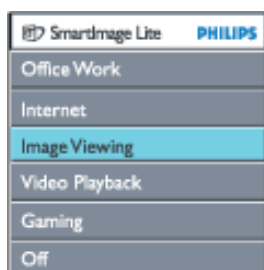 SmartImage Lite PHILIPS
Office Work
Internet
Image Viewing
Video Playback
Gaming
Off